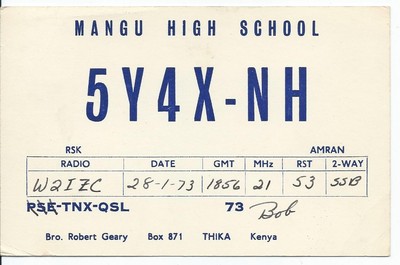 MANGU HIGH SCHOOL
5Y4X-NH
RSK AMRAN
RADIO DATE GMT MHz RST 2-WAY
W2IZC 28-1-73 1856 21 53 SSB
PSE-TNX-QSL 73 Bob
Bro. Robert Geary Box 871 THIKA Kenya